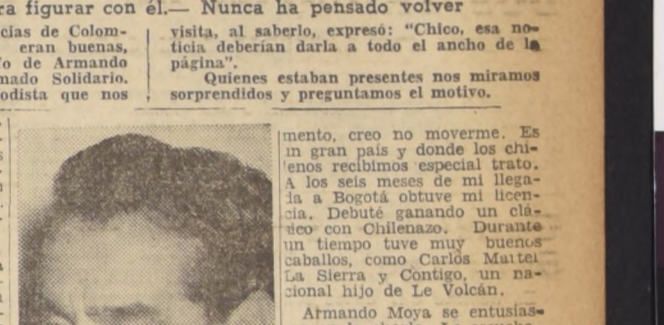 ra figurar con él.— Nunca ha pensado volver
cias de Colom-
eran buenas,
o de Armando
mado Solidario.
odista que nos
visita, al saberlo, expresó: "Chico, esa no-
ticia deberían darla a todo el ancho de la
página".
Quienes estaban presentes nos miramos
sorprendidos y preguntamos el motivo.
mento, creo no moverme. Es
un gran país y donde los chi-
enos recibimos especial trato.
A los seis meses de mi llega-
da a Bogotá obtuve mi licen-
cia. Debuté ganando un clá-
sico con Chilenazo. Durante
un tiempo tuve muy buenos
caballos, como Carlos
La Sierra y Contigo, un na-
cional hijo de Le Volcán.
Armando Moya se entusias-